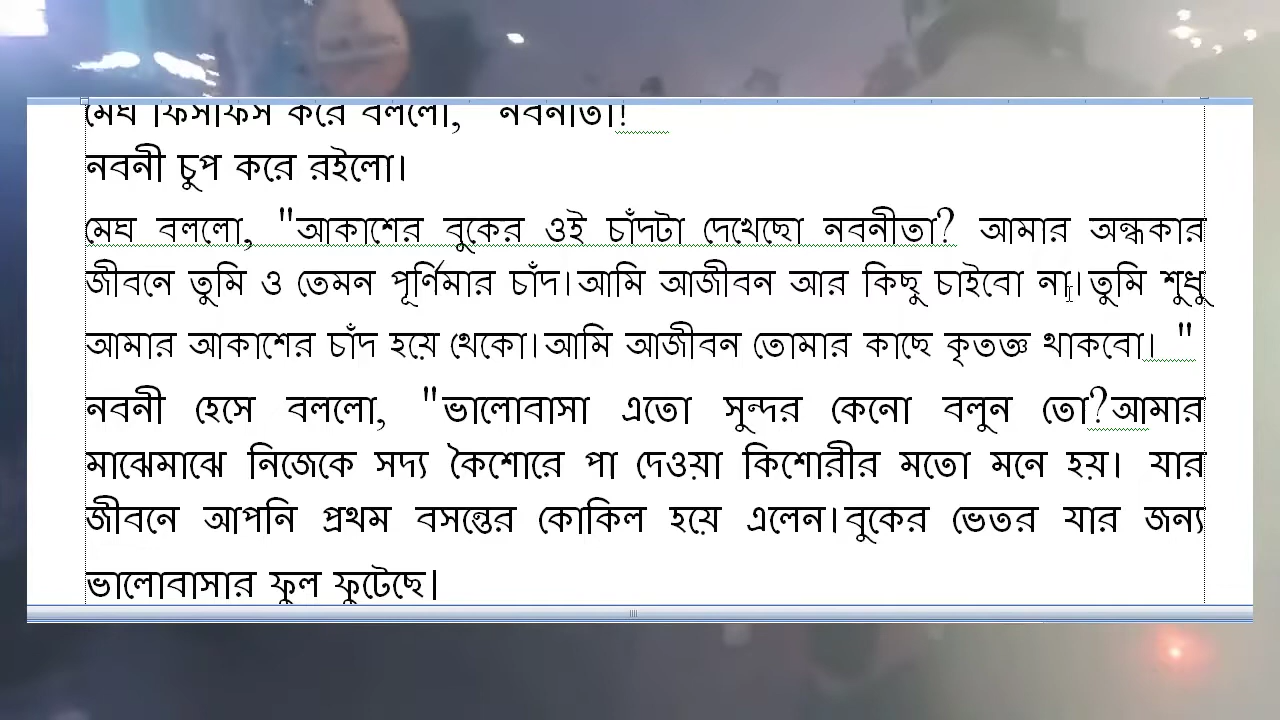 মেঘ ফিসফিস করে বললো, "নবনীতা!
নবনী চুপ করে রইলো।
মেঘ বললো, "আকাশের বুকের ওই চাঁদটা দেখেছো নবনীতা? আমার অন্ধকার
জীবনে তুমি ও তেমন পূর্ণিমার চাঁদ।আমি আজীবন আর কিছু চাইবো না।তুমি শুধু
আমার আকাশের চাঁদ হয়ে থেকো।আমি আজীবন তোমার কাছে কৃতজ্ঞ থাকবো। "
নবনী হেসে বললো, "ভালোবাসা এতো সুন্দর কেনো বলুন তো?আমার
মাঝেমাঝে নিজেকে সদ্য কৈশোরে পা দেওয়া কিশোরীর মতো মনে হয়। যার
জীবনে আপনি প্রথম বসন্তের কোকিল হয়ে এলেন।বুকের ভেতর যার জন্য
ভালোবাসার ফুল ফুটেছে।